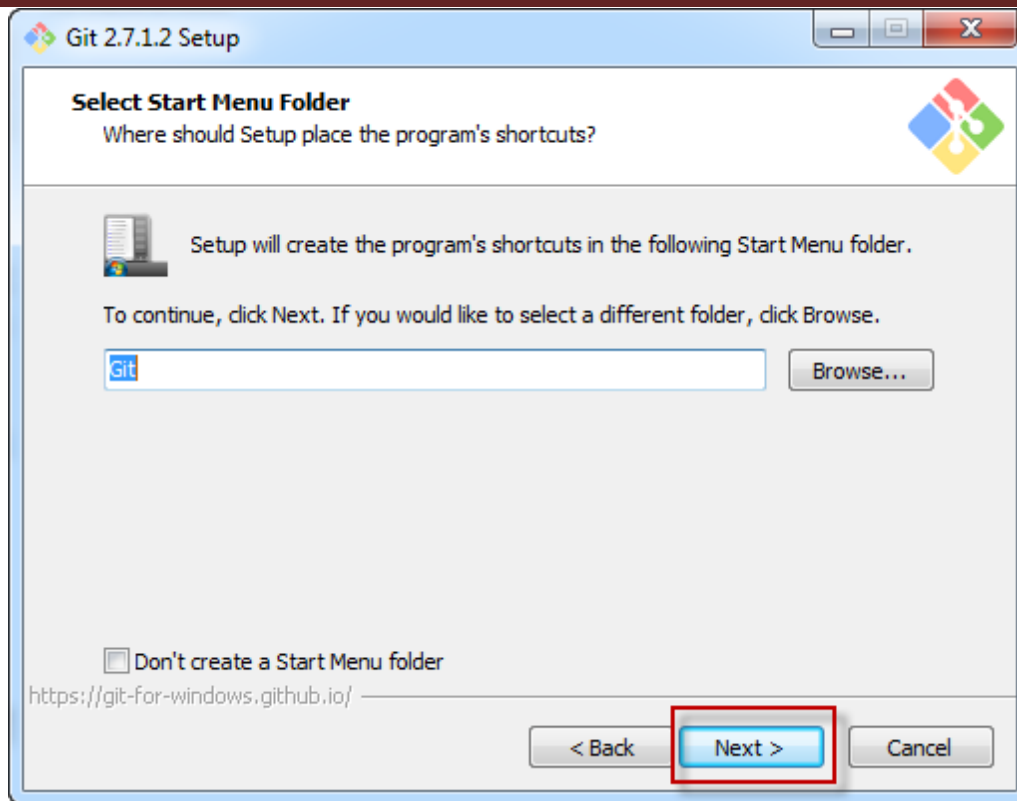 Git 2.7.1.2 Setup
Select Start Menu Folder
Where should Setup place the program's shortcuts?
Setup will create the program's shortcuts in the following Start Menu folder.
To continue, click Next. If you would like to select a different folder, click Browse.
Git
Browse...
Don't create a Start Menu folder
https://git-for-windows.github.io/
< Back
Next >
Cancel